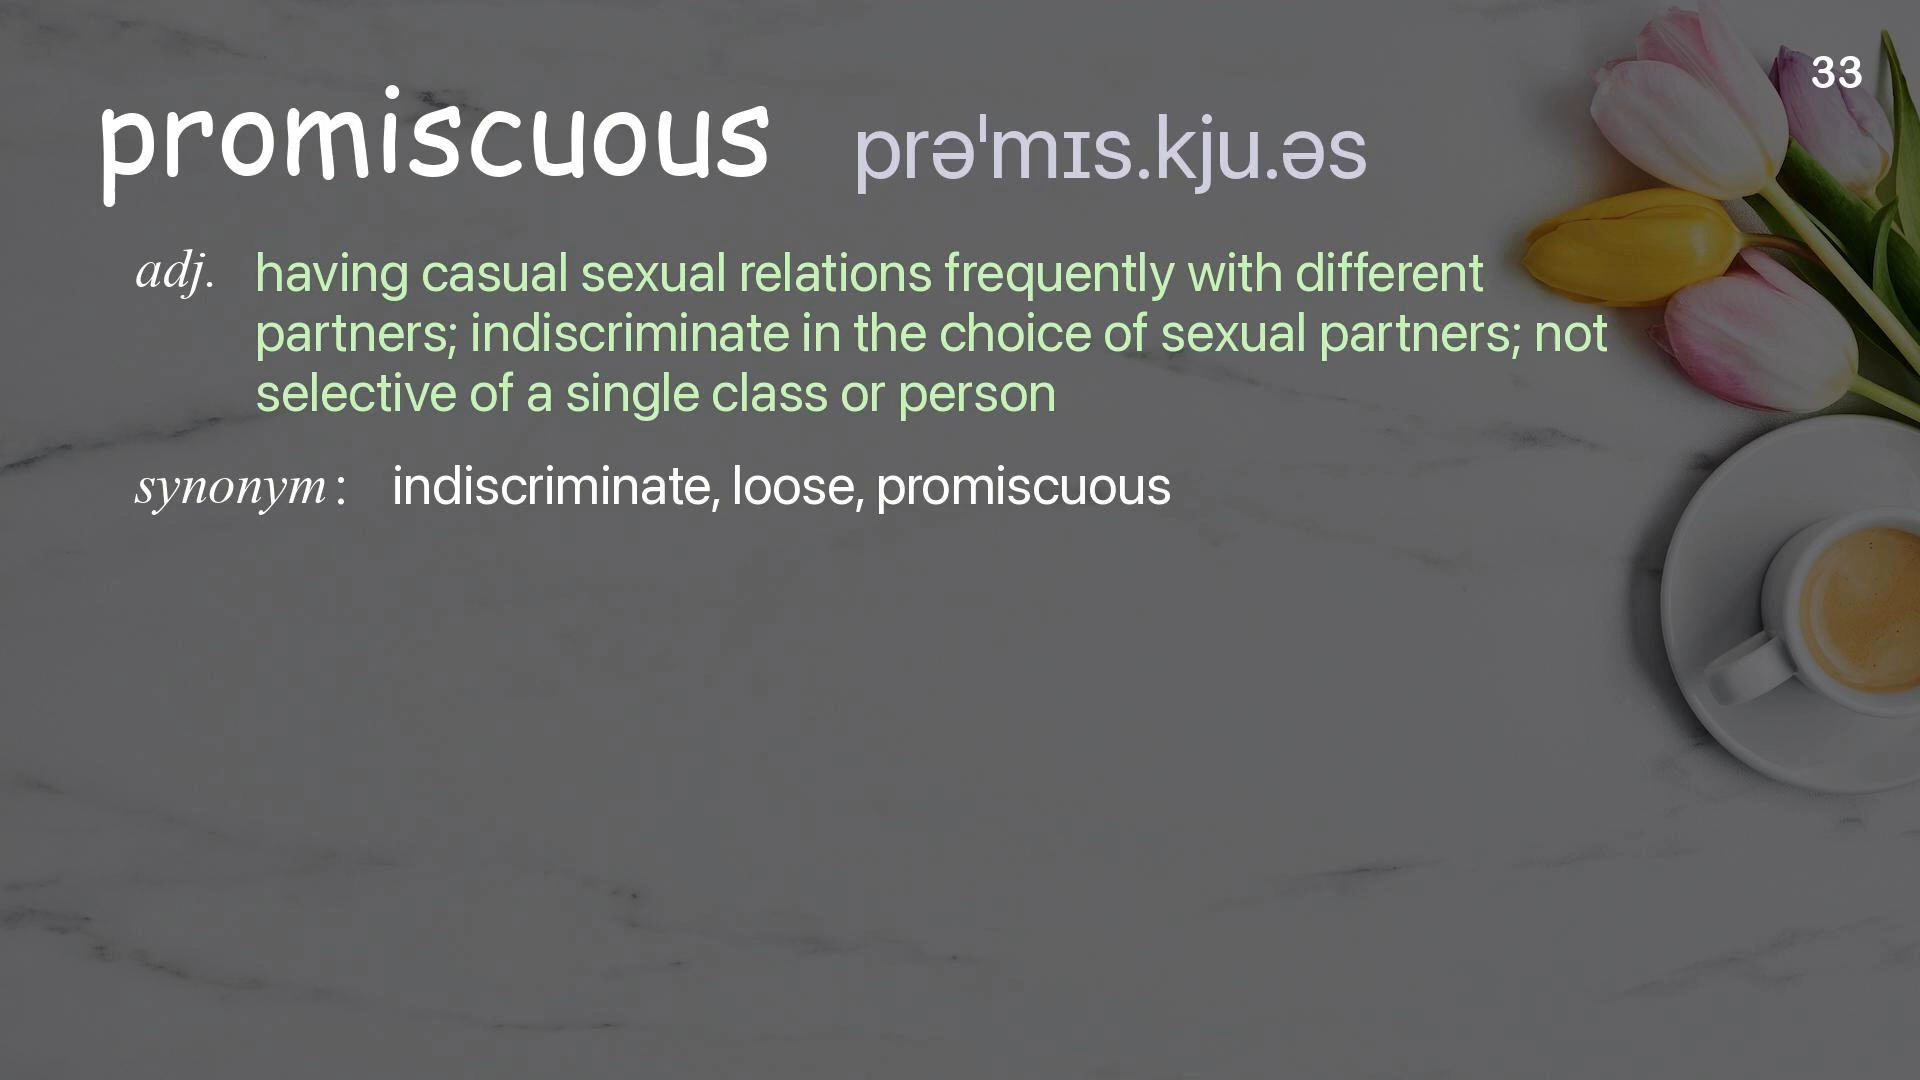 33
promiscuous prəˈmɪs.kju.əs
adj. having casual sexual relations frequently with different
partners; indiscriminate in the choice of sexual partners; not
selective of a single class or person
synonym : indiscriminate, loose, promiscuous